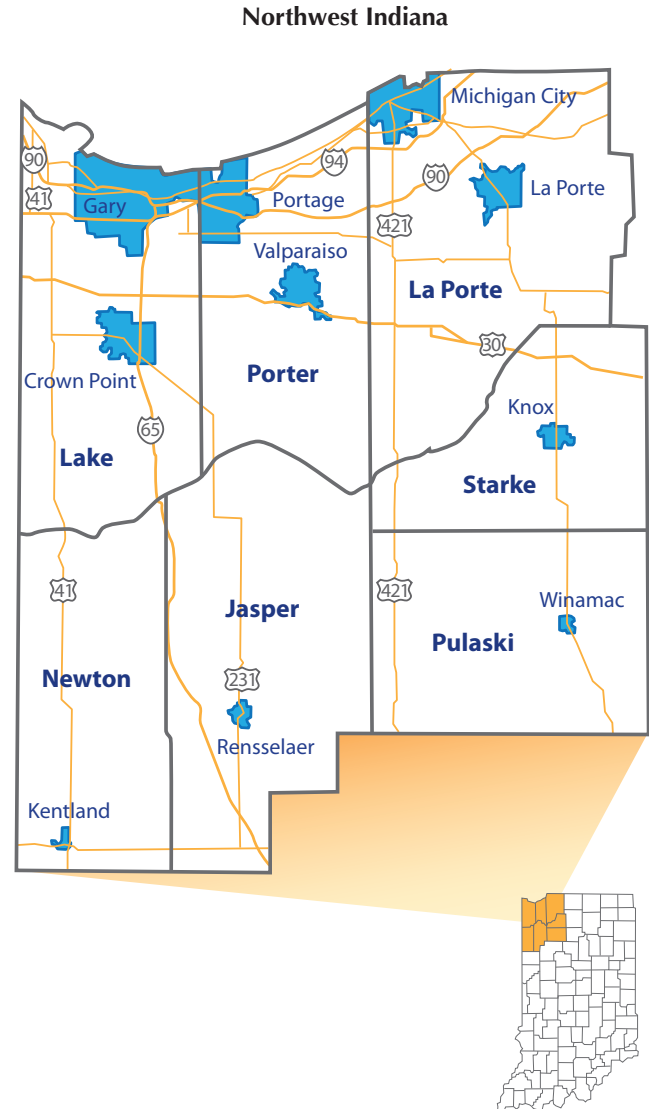 Northwest Indiana
Michigan City
90
94
90
La Porte
41
Gary
Portage
421
Valparaiso
La Porte
30
Crown Point
Porter
Knox
65
Lake
Starke
41
421
Winamac
Jasper
Pulaski
Newton
231
Rensselaer
Kentland